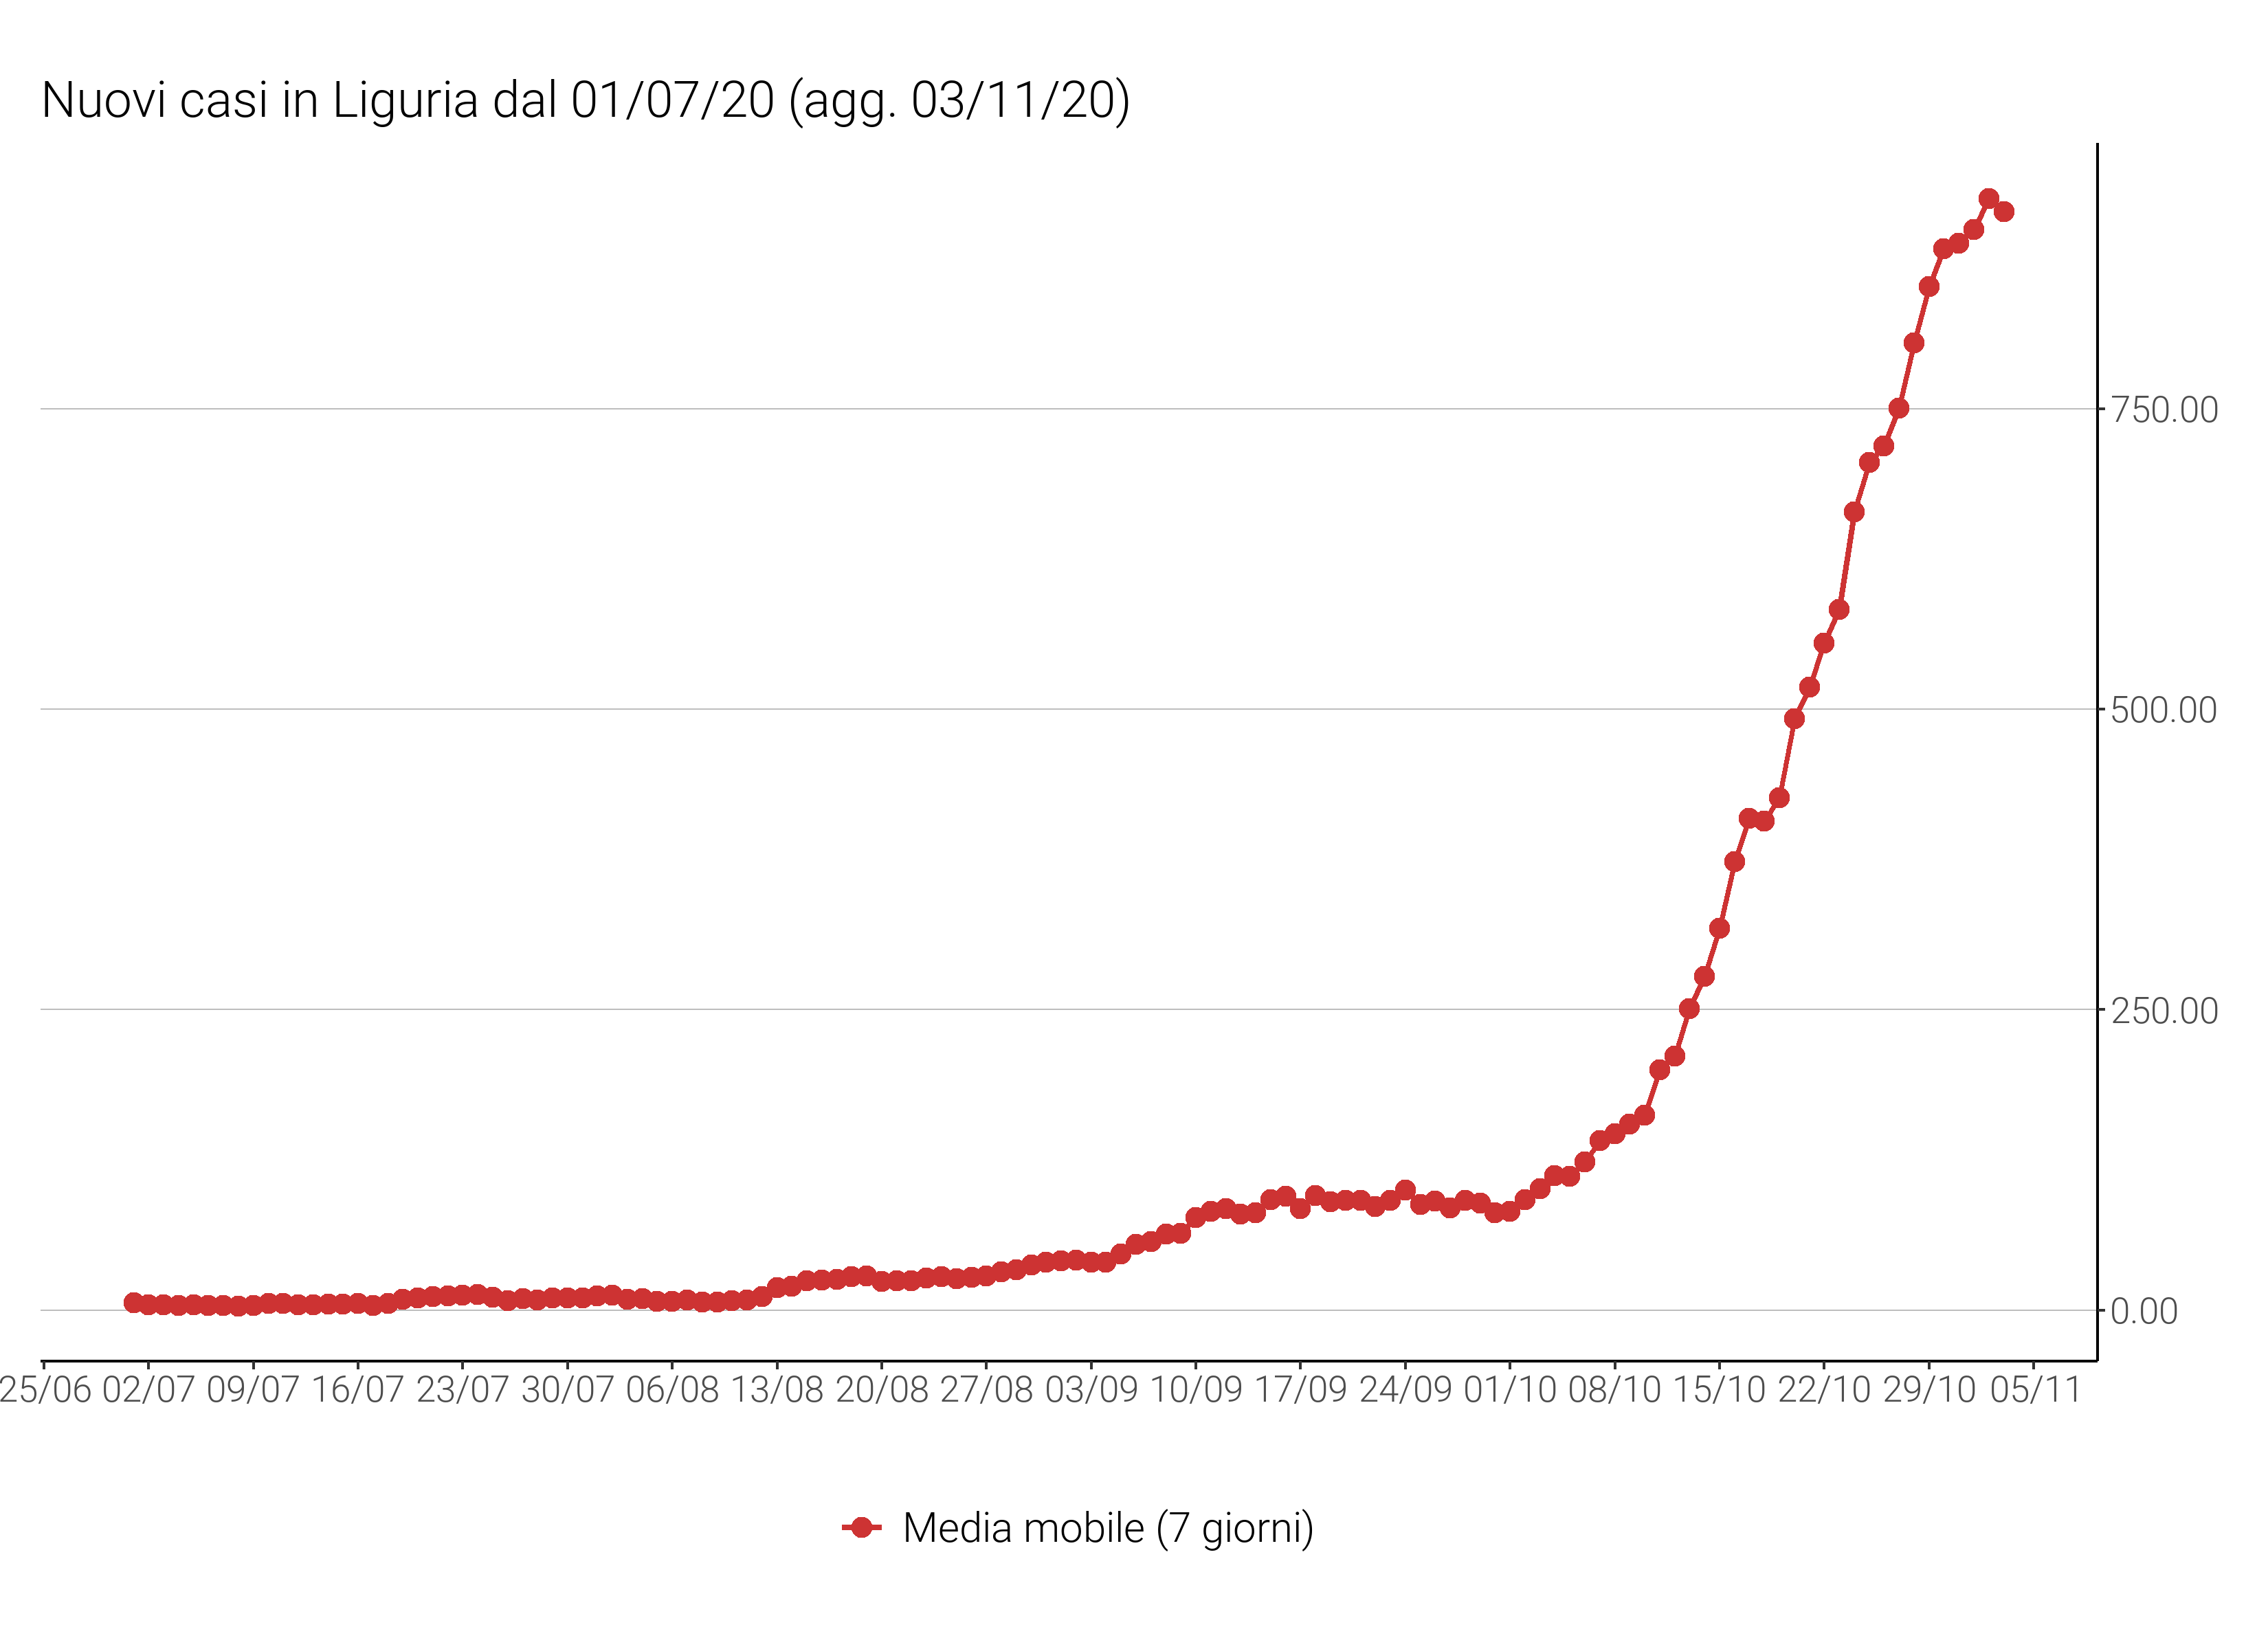 Nuovi casi in Liguria dal 01/07/20 (agg. 03/11/20)
750.00
500.00
250.00
0.00
25/06 02/07 09/07 16/07 23/07 30/07 06/08 13/08 20/08 27/08 03/09 10/09 17/09 24/09 01/10 08/10 15/10 22/10 29/10 05/11
Media mobile (7 giorni)